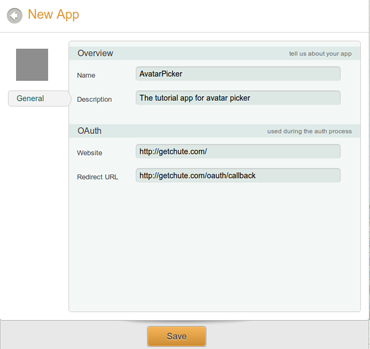 New App
Overview tell us about your app
Name AvatarPicker
General
Description The tutorial app for avatar picker
OAuth used during the auth process
Website http://getchute.com/
Redirect URL http://getchute.com/oauth/callback
Save